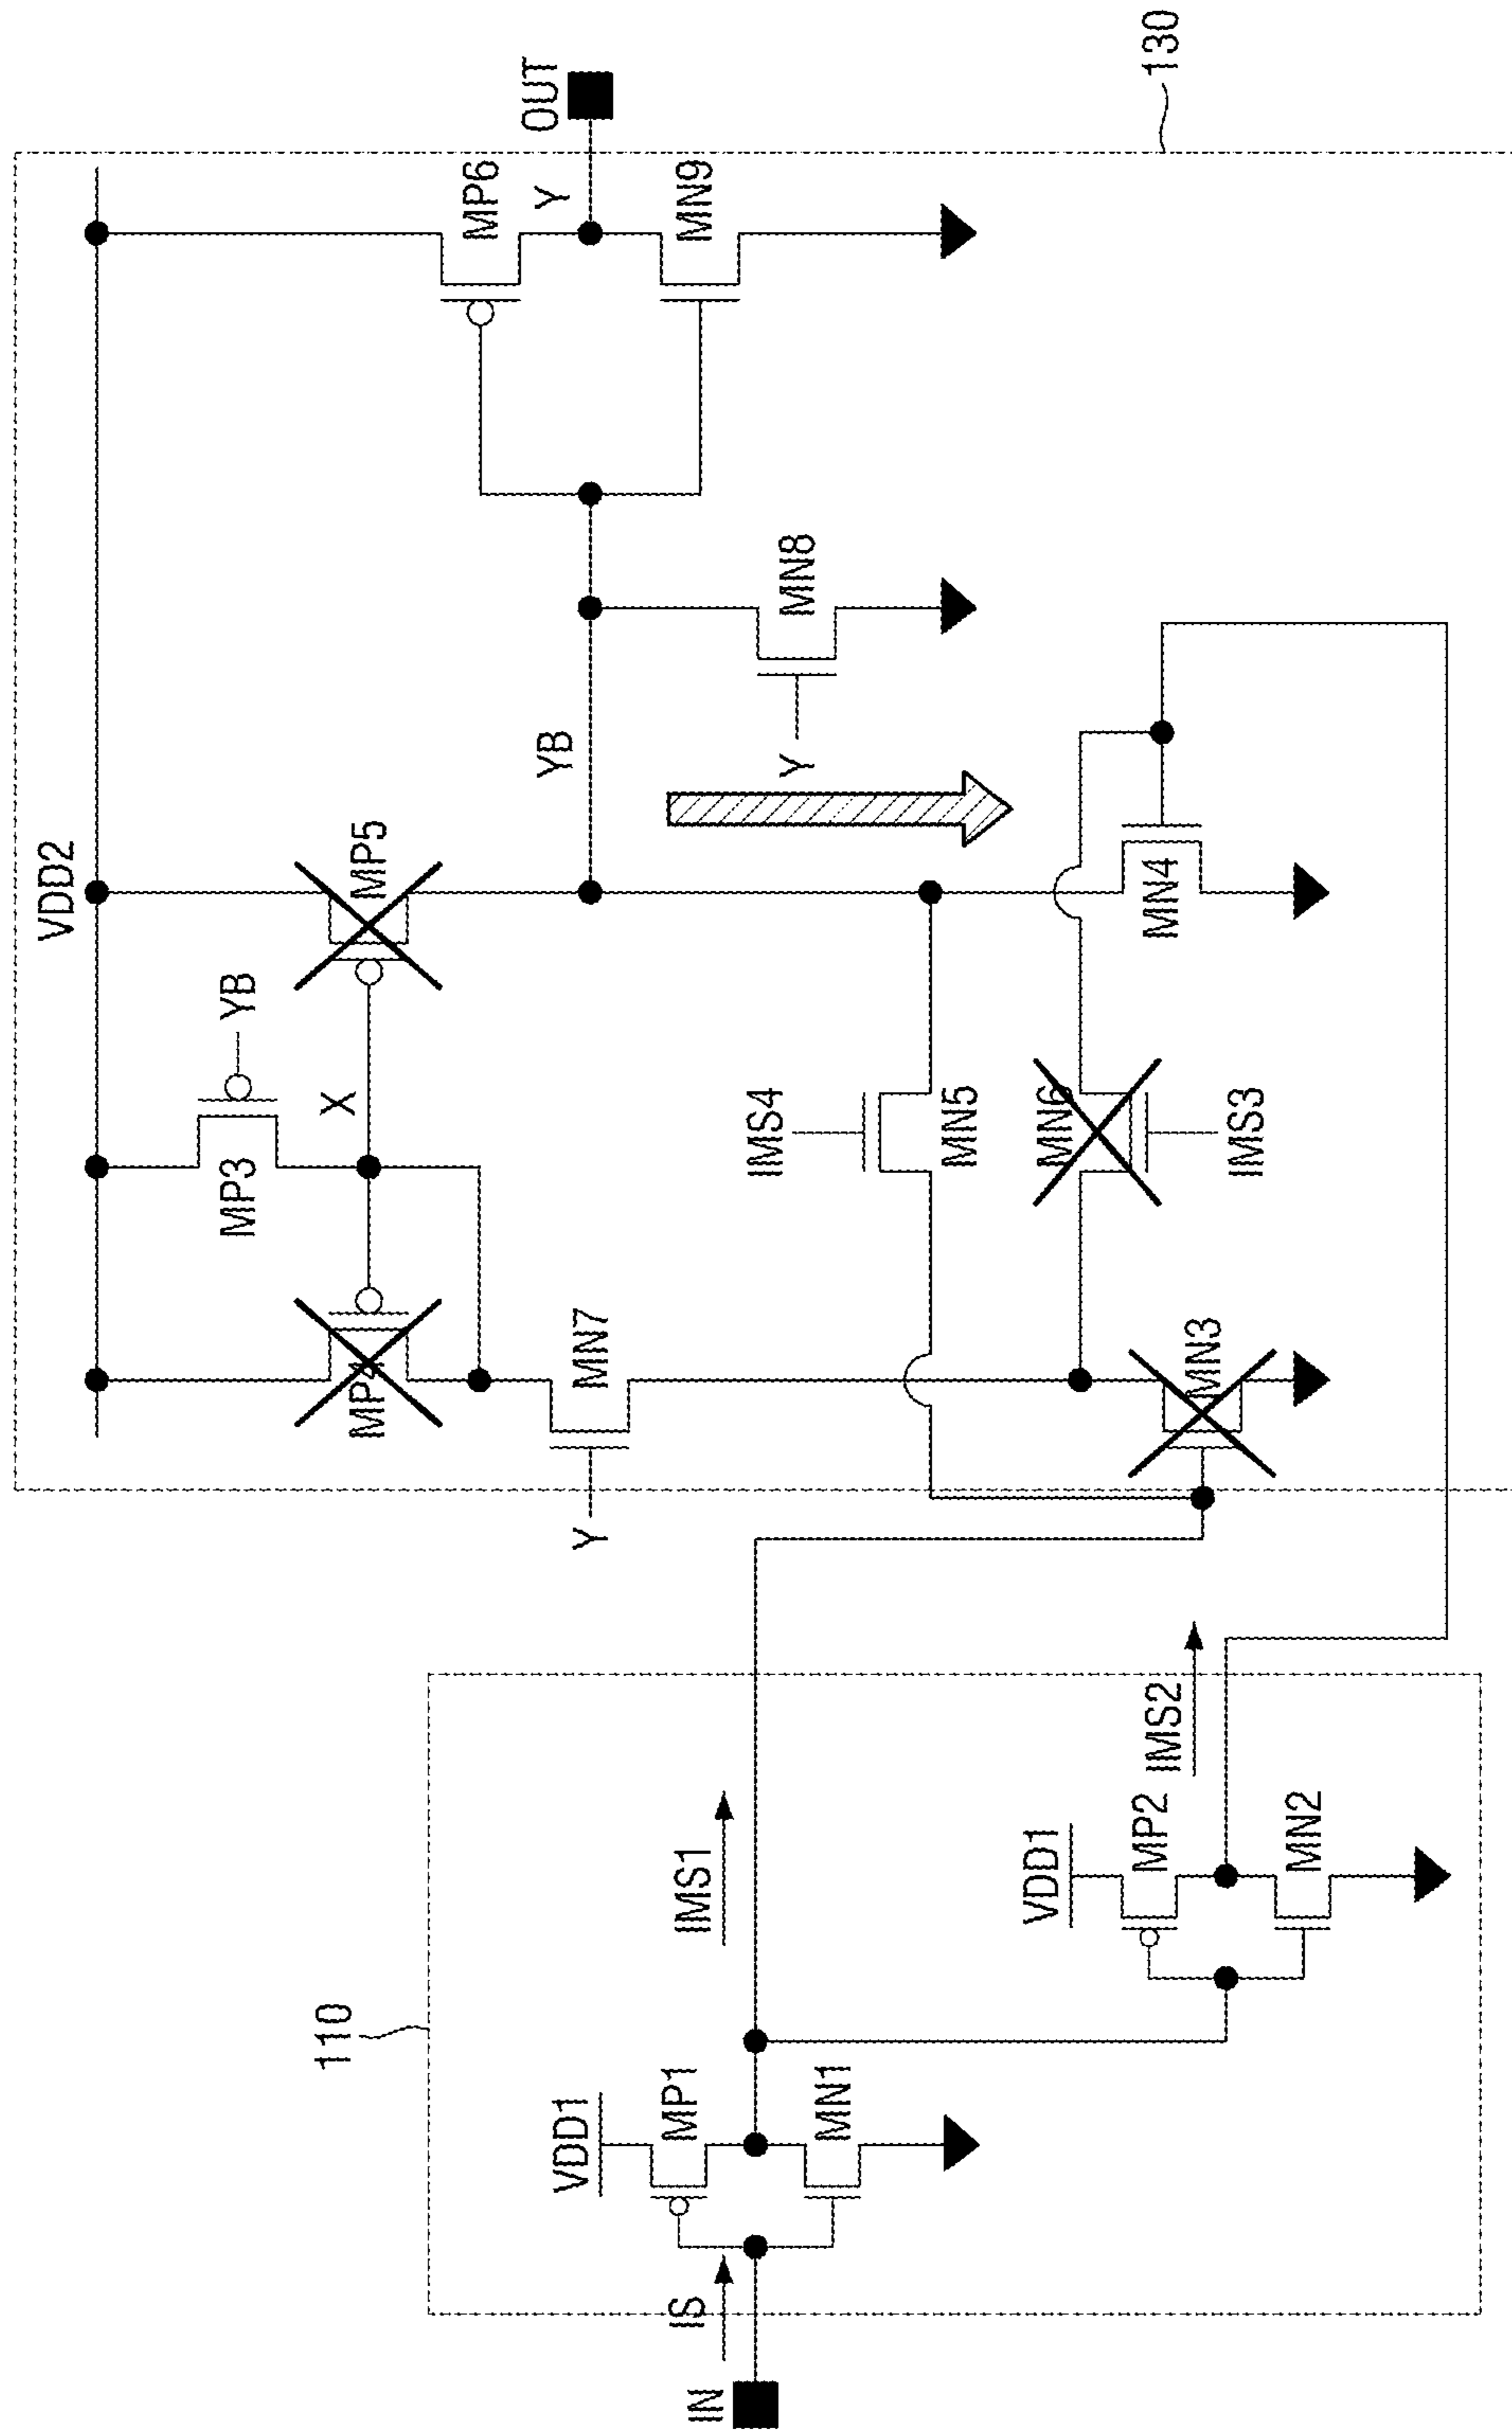 110
130
VDD2
YB
MP3
X
MP4
MP5
MP6
OUT
Y
YB
MN9
MN8
Y
MN7
Y
IMS4
MN5
MN6
IMS3
MN4
MN3
IN
IS
VDD1
MP1
MN1
IMS1
VDD1
MP2
MN2
IMS2